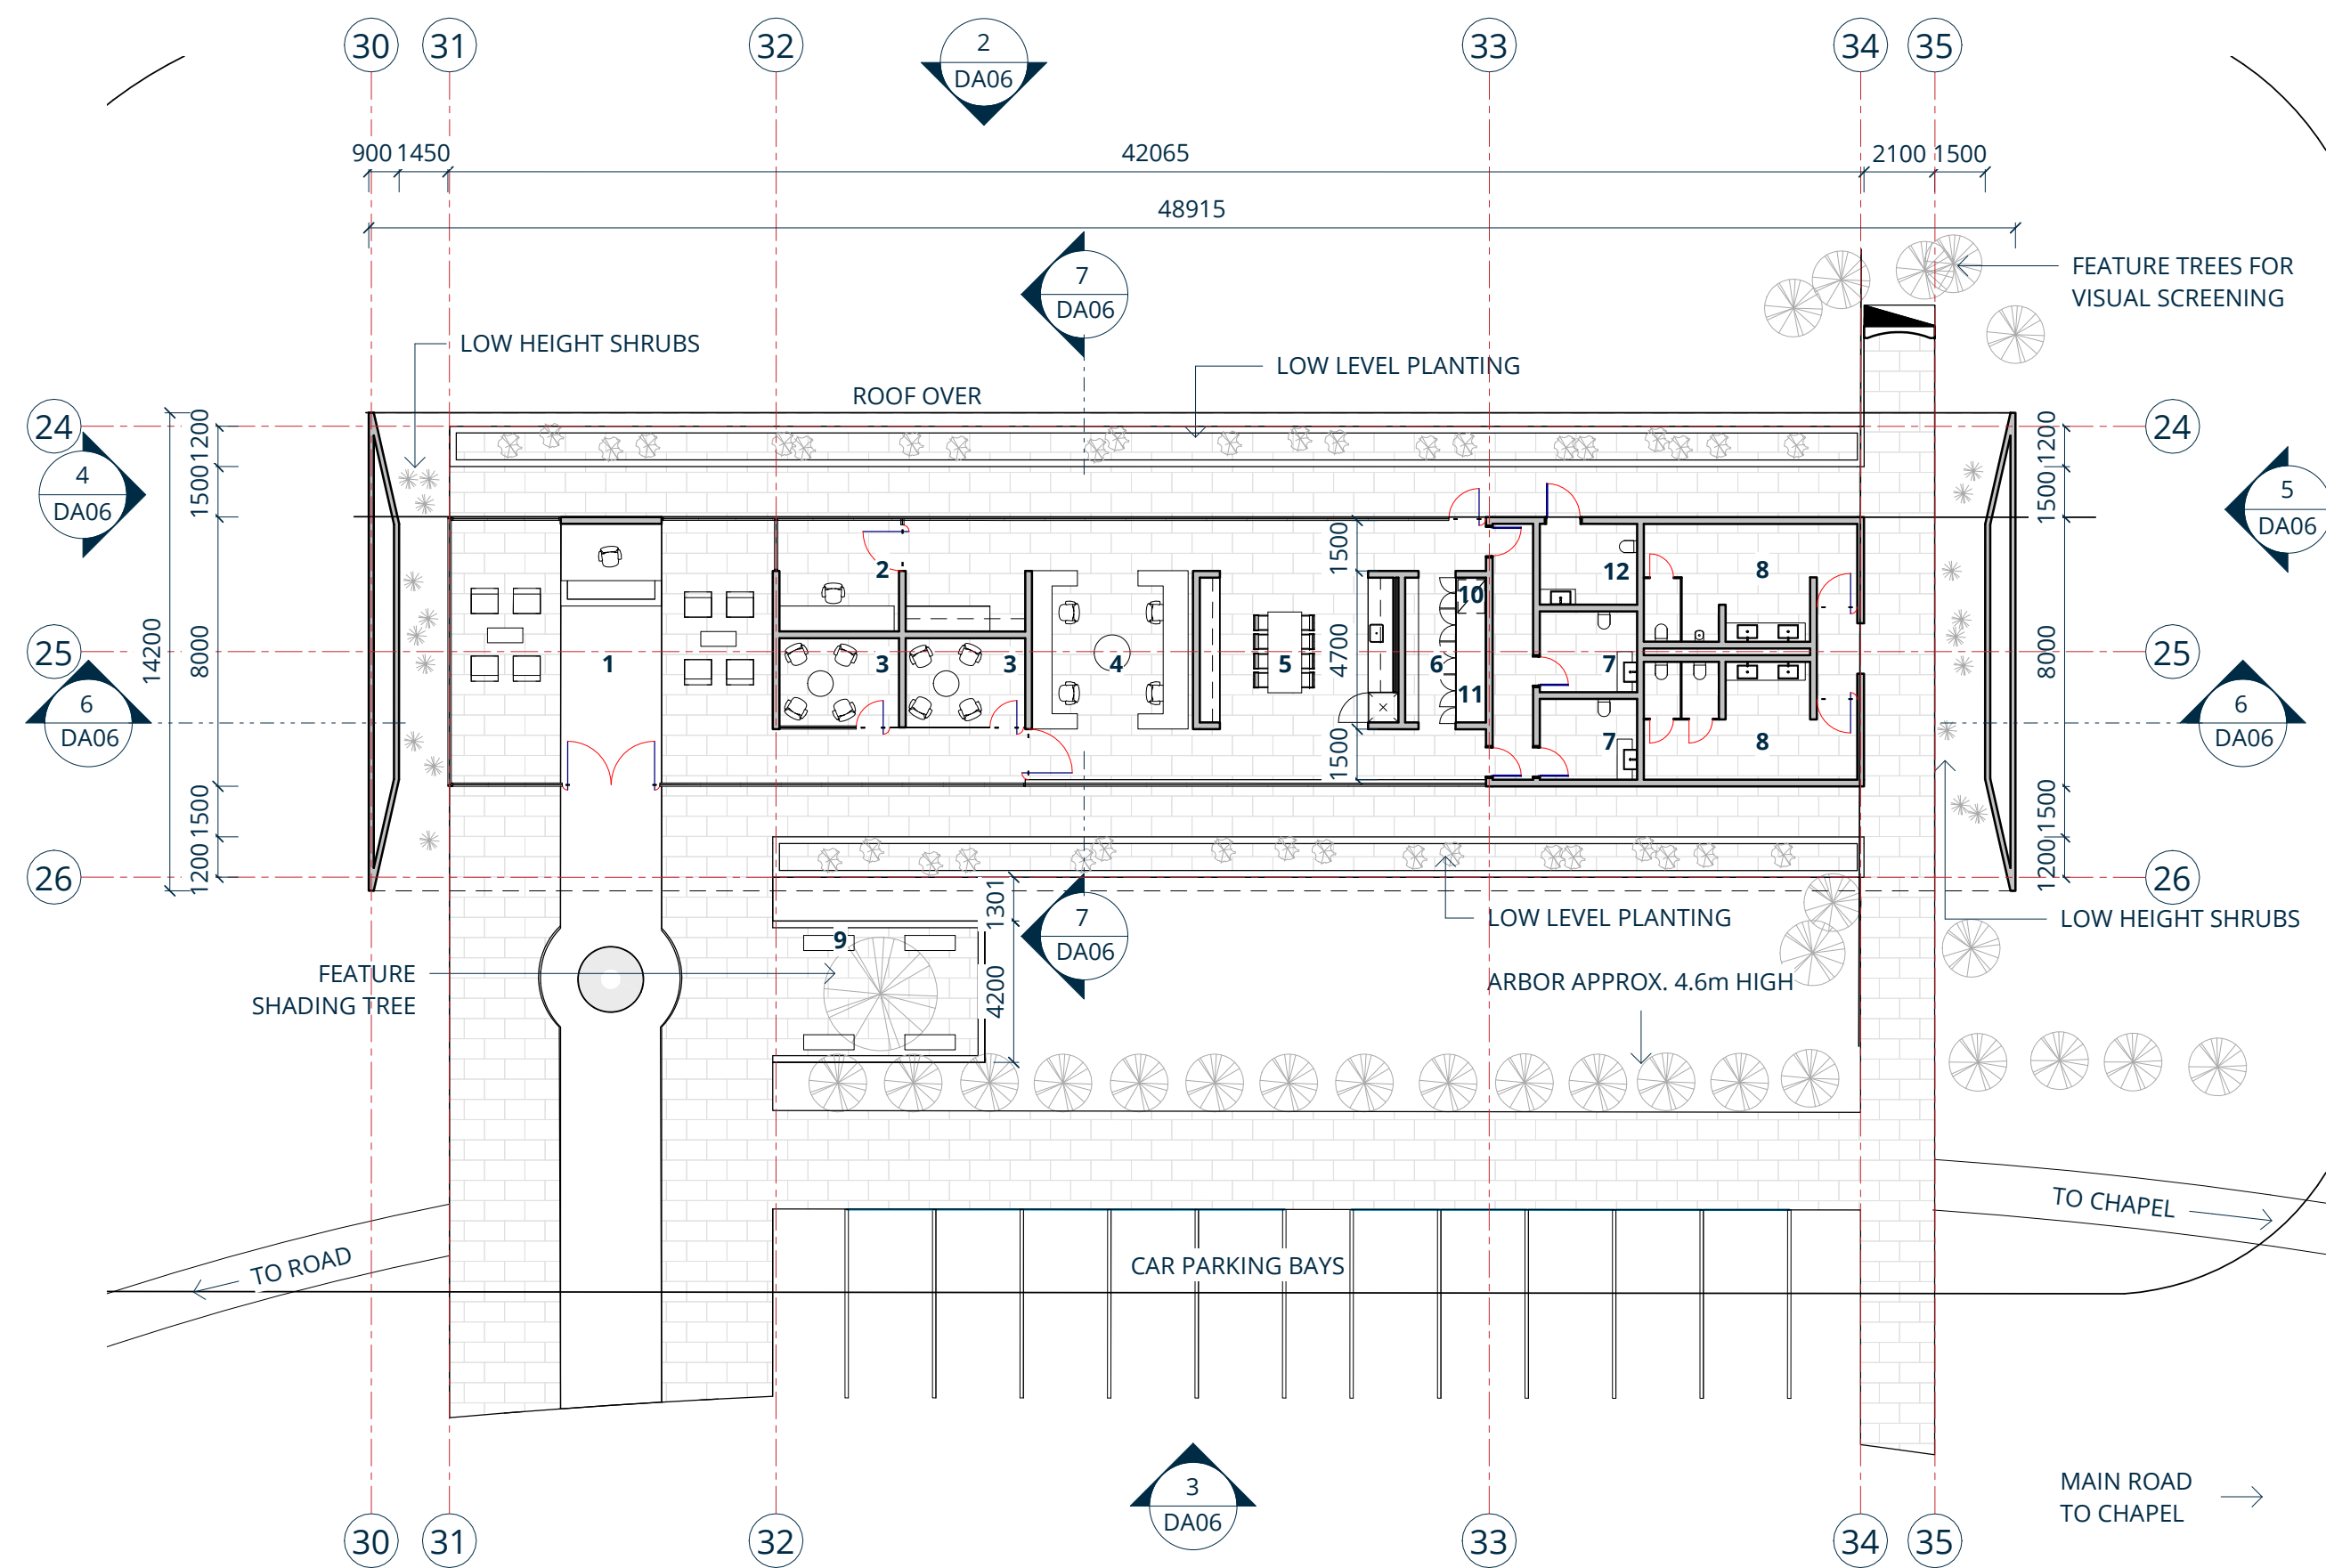 30 31 32 33 34 35
2
DA06
900 1450 42065 2100 1500
48915
7
DA06
FEATURE TREES FOR
VISUAL SCREENING
LOW HEIGHT SHRUBS
LOW LEVEL PLANTING
ROOF OVER
24 24
4
DA06
5
DA06
14200
1200
1500
8000
1500
1200
1200
1500
8000
1500
1200
1500
4700
1500
2
10
12
8
25 25
1
3
3
4
5
6
11
7
7
8
6
DA06
6
DA06
26 26
1301
4200
9
7
DA06
LOW LEVEL PLANTING
LOW HEIGHT SHRUBS
FEATURE
SHADING TREE
ARBOR APPROX. 4.6m HIGH
TO CHAPEL
TO ROAD
CAR PARKING BAYS
3
DA06
MAIN ROAD
TO CHAPEL
30 31 32 33 34 35